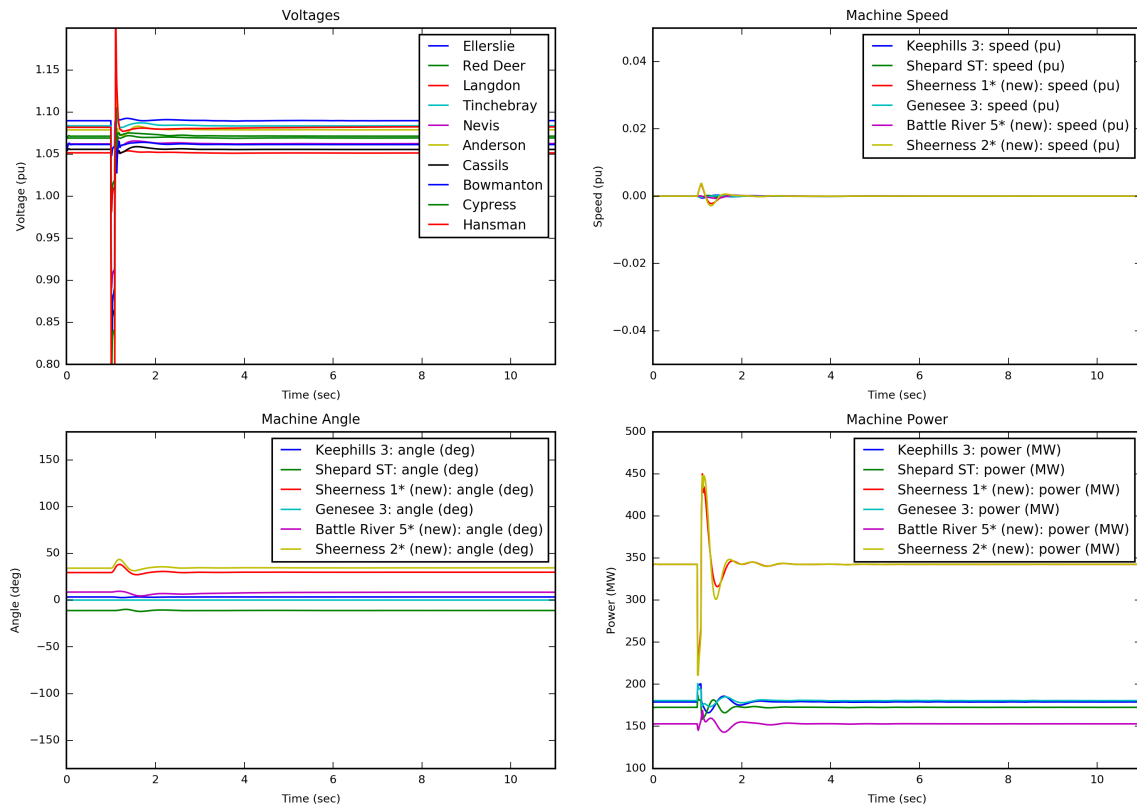 Voltages
1.15
1.10
1.05
1.00
0.95
0.90
0.85
0.80
Voltage (pu)
0 2 4 6 8 10
Time (sec)
Ellerslie
Red Deer
Langdon
Tinchebray
Nevis
Anderson
Cassils
Bowmanton
Cypress
Hansman
Machine Speed
0.04
0.02
0.00
−0.02
−0.04
Speed (pu)
0 2 4 6 8 10
Time (sec)
Keephills 3: speed (pu)
Shepard ST: speed (pu)
Sheerness 1* (new): speed (pu)
Genesee 3: speed (pu)
Battle River 5* (new): speed (pu)
Sheerness 2* (new): speed (pu)
Machine Angle
150
100
50
0
−50
−100
−150
Angle (deg)
0 2 4 6 8 10
Time (sec)
Keephills 3: angle (deg)
Shepard ST: angle (deg)
Sheerness 1* (new): angle (deg)
Genesee 3: angle (deg)
Battle River 5* (new): angle (deg)
Sheerness 2* (new): angle (deg)
Machine Power
500
450
400
350
300
250
200
150
100
Power (MW)
0 2 4 6 8 10
Time (sec)
Keephills 3: power (MW)
Shepard ST: power (MW)
Sheerness 1* (new): power (MW)
Genesee 3: power (MW)
Battle River 5* (new): power (MW)
Sheerness 2* (new): power (MW)